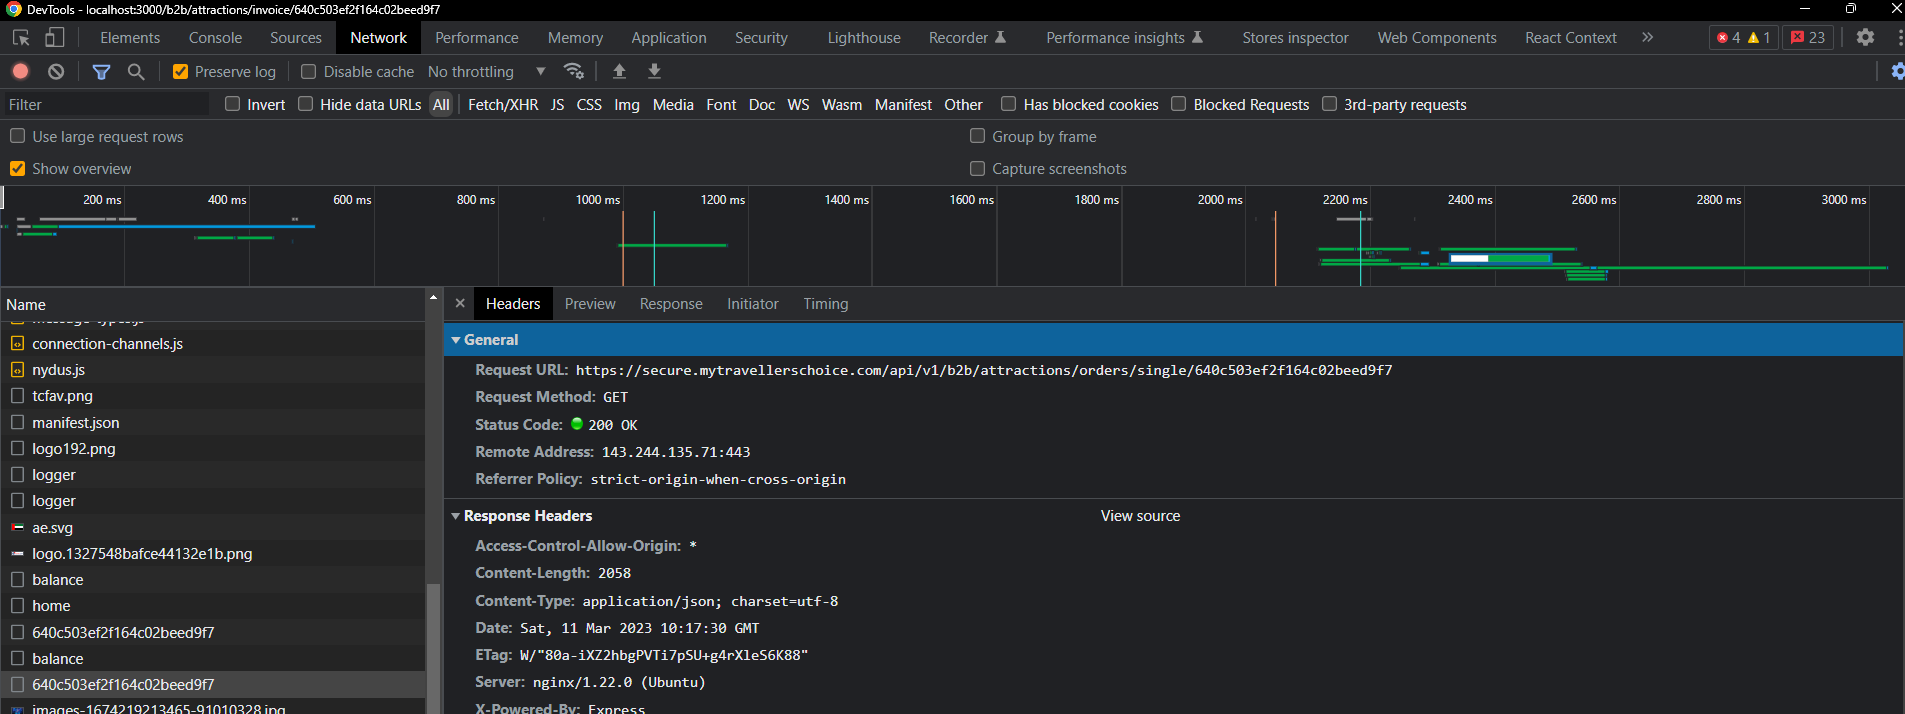 DevTools - localhost:3000/b2b/attractions/invoice/640c503ef2f164c02beed9f7
Elements Console Sources Network Performance Memory Application Security Lighthouse Recorder Performance insights Stores inspector Web Components React Context » 4 1 23
Preserve log Disable cache No throttling
Filter Invert Hide data URLs All Fetch/XHR JS CSS Img Media Font Doc WS Wasm Manifest Other Has blocked cookies Blocked Requests 3rd-party requests
Use large request rows Group by frame
Show overview Capture screenshots
200 ms 400 ms 600 ms 800 ms 1000 ms 1200 ms 1400 ms 1600 ms 1800 ms 2000 ms 2200 ms 2400 ms 2600 ms 2800 ms 3000 ms
Name
message-types.js
connection-channels.js
nydus.js
tcfav.png
manifest.json
logo192.png
logger
logger
ae.svg
logo.1327548bafce44132e1b.png
balance
home
640c503ef2f164c02beed9f7
balance
640c503ef2f164c02beed9f7
images-1674219213465-91010328.jpg
Headers Preview Response Initiator Timing
General
Request URL: https://secure.mytravellerschoice.com/api/v1/b2b/attractions/orders/single/640c503ef2f164c02beed9f7
Request Method: GET
Status Code: 200 OK
Remote Address: 143.244.135.71:443
Referrer Policy: strict-origin-when-cross-origin
Response Headers View source
Access-Control-Allow-Origin: *
Content-Length: 2058
Content-Type: application/json; charset=utf-8
Date: Sat, 11 Mar 2023 10:17:30 GMT
ETag: W/"80a-iXZ2hbgPVTi7pSU+g4rXleS6K88"
Server: nginx/1.22.0 (Ubuntu)
X-Powered-By: Express